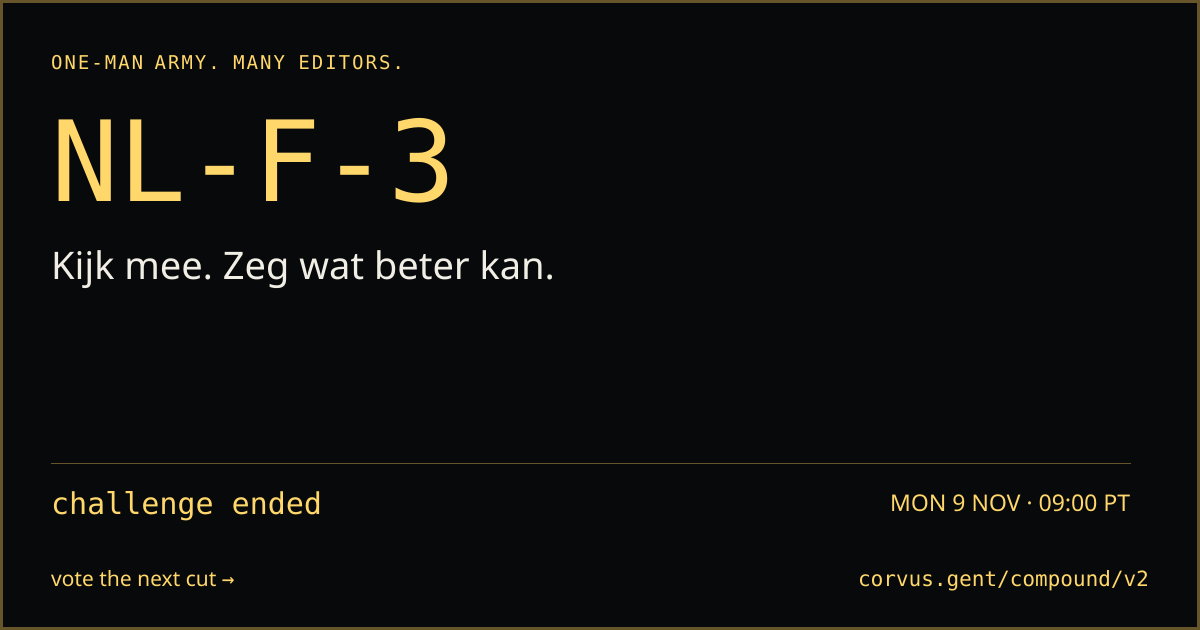 ONE-MAN ARMY. MANY EDITORS.
NL-F-3
Kijk mee. Zeg wat beter kan.
challenge ended
MON 9 NOV · 09:00 PT
vote the next cut →
corvus.gent/compound/v2